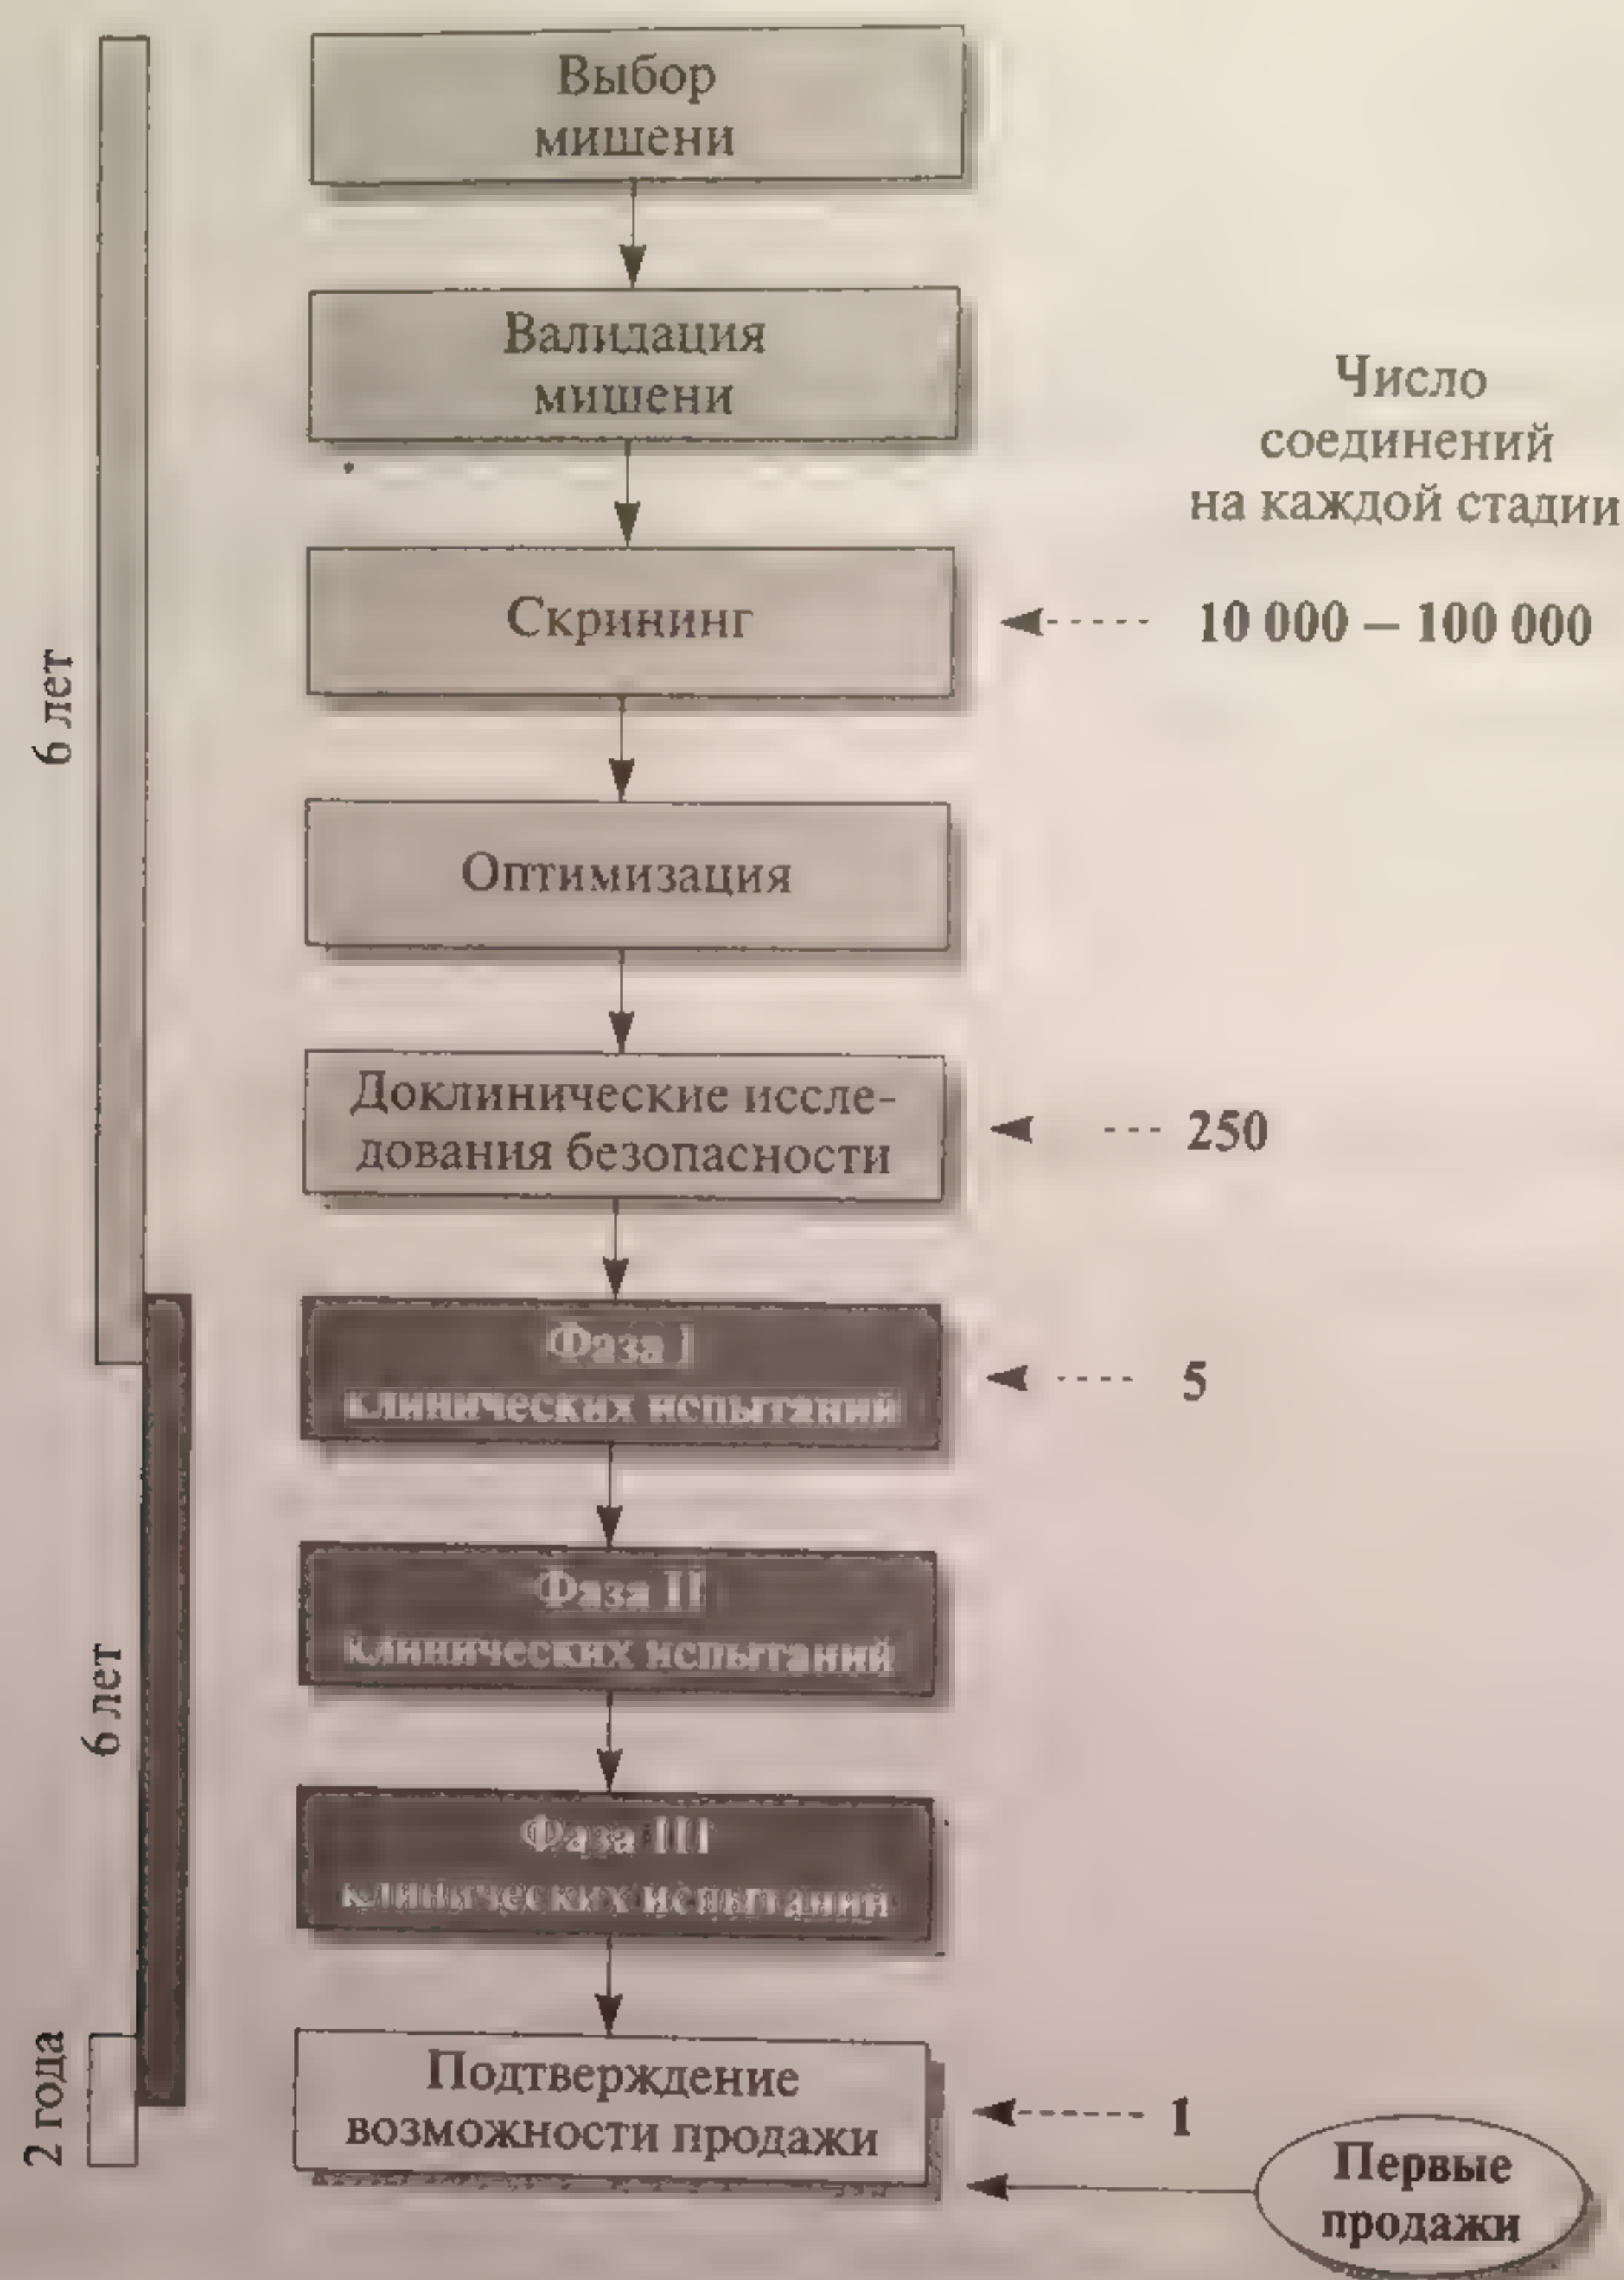 Выбор
мишени
Валидация
мишени
Число
соединений
на каждой стадии
Скрининг
10 000 – 100 000
6 лет
Оптимизация
Доклинические иссле-
дования безопасности
250
Фаза I
клинических испытаний
5
Фаза II
клинических испытаний
6 лет
Фаза III
клинических испытаний
2 года
Подтверждение
возможности продажи
1
Первые
продажи